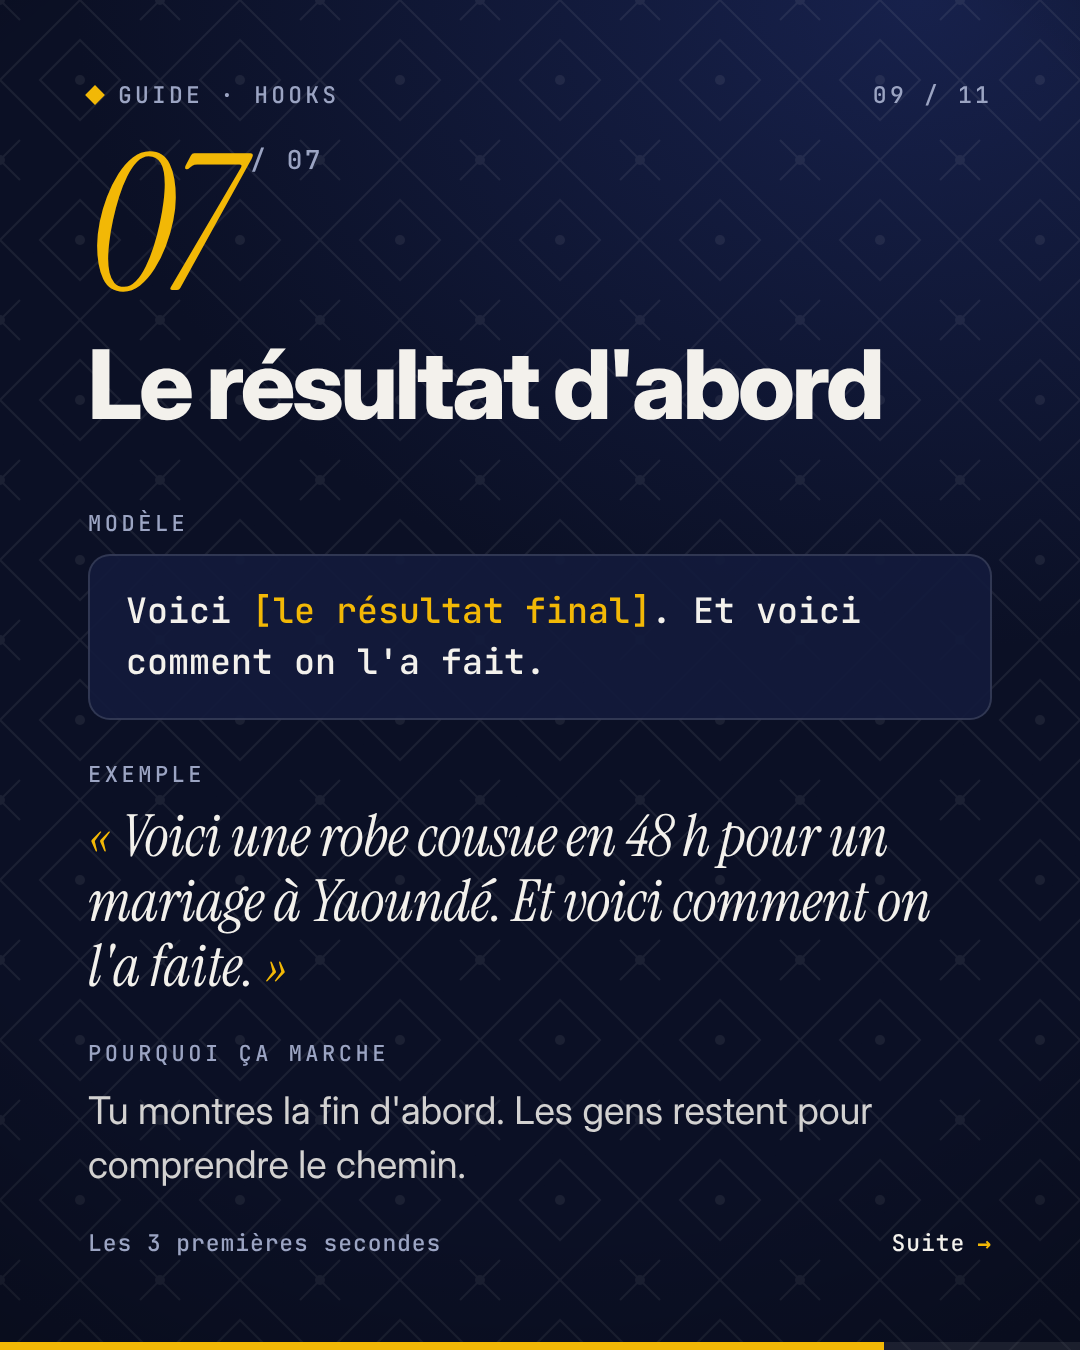 GUIDE · HOOKS
09 / 11
07 / 07
Le résultat d'abord
MODÈLE
Voici [le résultat final]. Et voici
comment on l'a fait.
EXEMPLE
« Voici une robe cousue en 48 h pour un
mariage à Yaoundé. Et voici comment on
l'a faite. »
POURQUOI ÇA MARCHE
Tu montres la fin d'abord. Les gens restent pour
comprendre le chemin.
Les 3 premières secondes
Suite →